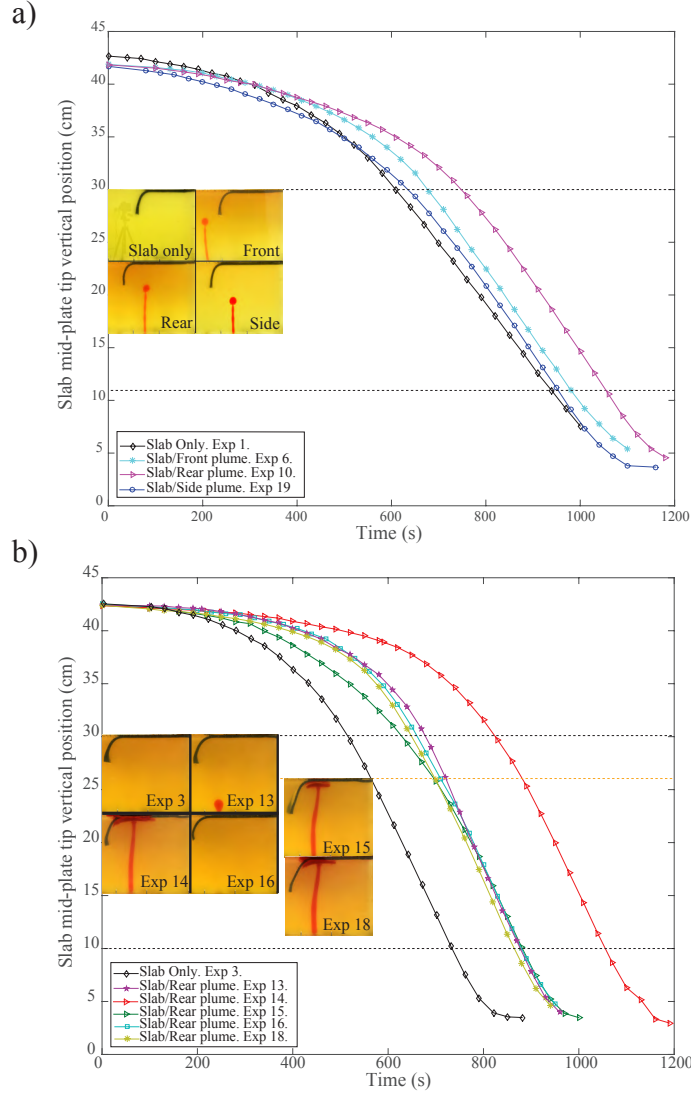 a)
45
40
35
30
25
20
15
10
5
0
Slab mid-plate tip vertical position (cm)
Slab only
Front
Rear
Side
Slab Only. Exp 1.
Slab/Front plume. Exp 6.
Slab/Rear plume. Exp 10.
Slab/Side plume. Exp 19
0 200 400 600 800 1000 1200
Time (s)
b)
45
40
35
30
25
20
15
10
5
0
Slab mid-plate tip vertical position (cm)
Exp 3
Exp 13
Exp 14
Exp 16
Exp 15
Exp 18
Slab Only. Exp 3.
Slab/Rear plume. Exp 13.
Slab/Rear plume. Exp 14.
Slab/Rear plume. Exp 15.
Slab/Rear plume. Exp 16.
Slab/Rear plume. Exp 18.
0 200 400 600 800 1000 1200
Time (s)